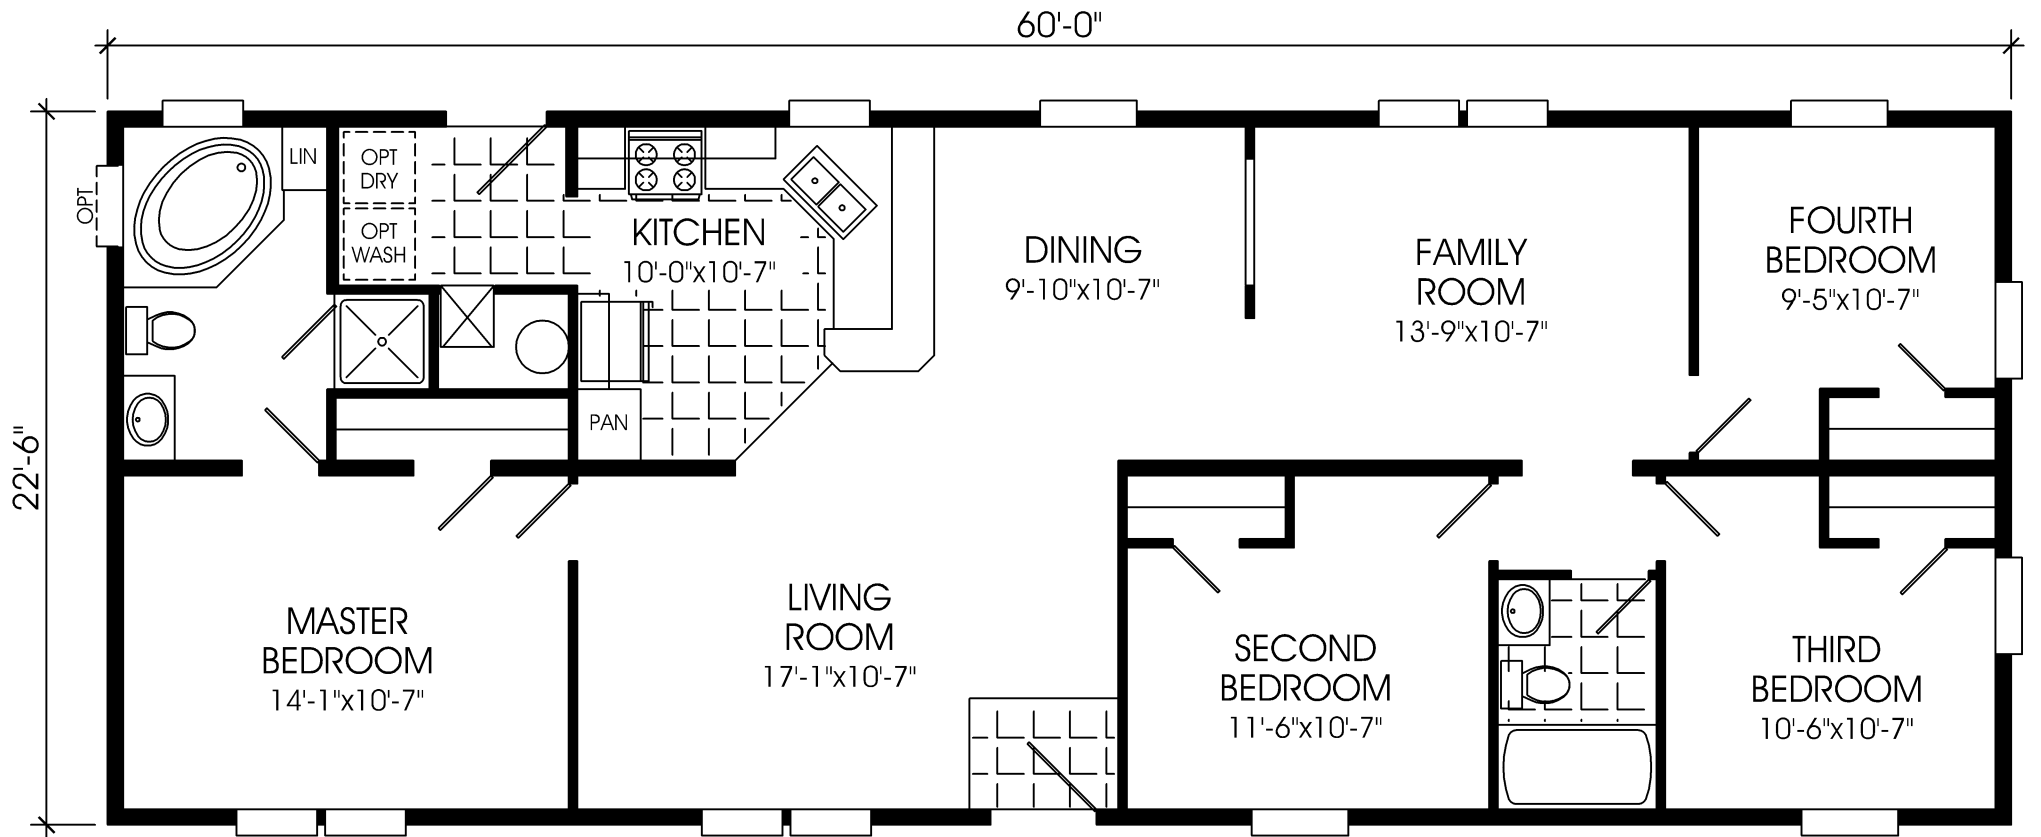 60'-0"
22'-6"
OPT
LIN
OPT
DRY
OPT
WASH
KITCHEN
10'-0"x10'-7"
DINING
9'-10"x10'-7"
FAMILY
ROOM
13'-9"x10'-7"
FOURTH
BEDROOM
9'-5"x10'-7"
PAN
MASTER
BEDROOM
14'-1"x10'-7"
LIVING
ROOM
17'-1"x10'-7"
SECOND
BEDROOM
11'-6"x10'-7"
THIRD
BEDROOM
10'-6"x10'-7"